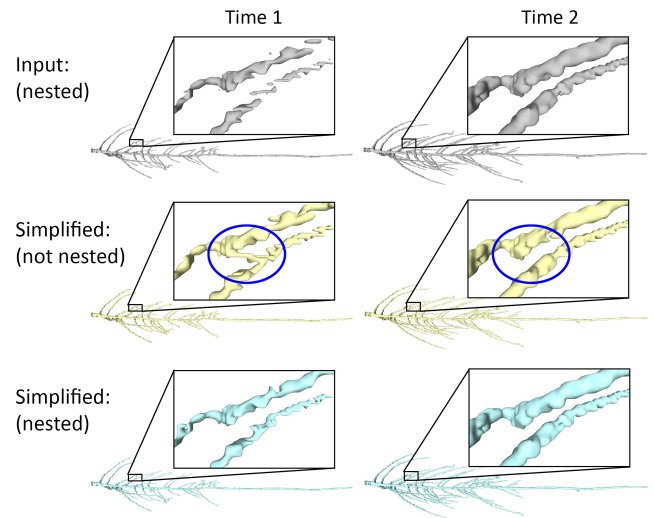 Time 1
Time 2
Input:
(nested)
Simplified:
(not nested)
Simplified:
(nested)